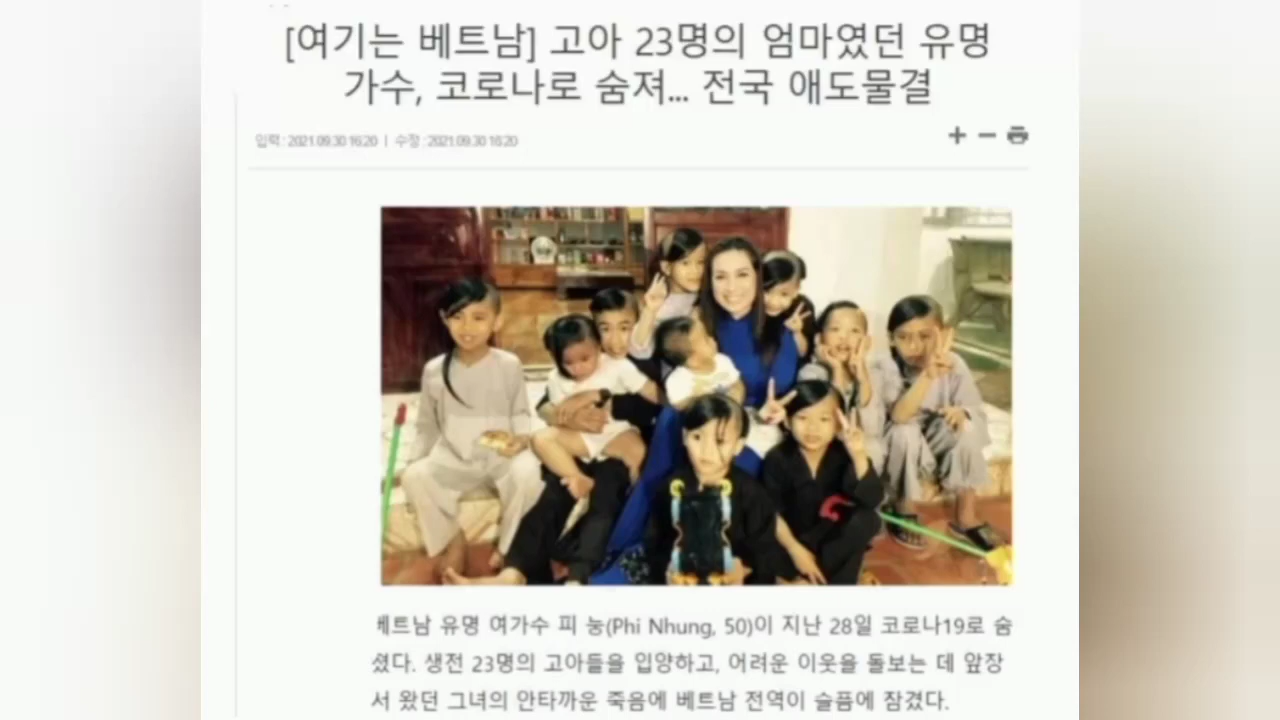 [여기는 베트남] 고아 23명의 엄마였던 유명
가수, 코로나로 숨져... 전국 애도물결
입력 : 2021.09.30 16:20 | 수정 : 2021.09.30 16:20
베트남 유명 여가수 피 눙(Phi Nhung, 50)이 지난 28일 코로나19로 숨
졌다. 생전 23명의 고아들을 입양하고, 어려운 이웃을 돌보는 데 앞장
서 왔던 그녀의 안타까운 죽음에 베트남 전역이 슬픔에 잠겼다.